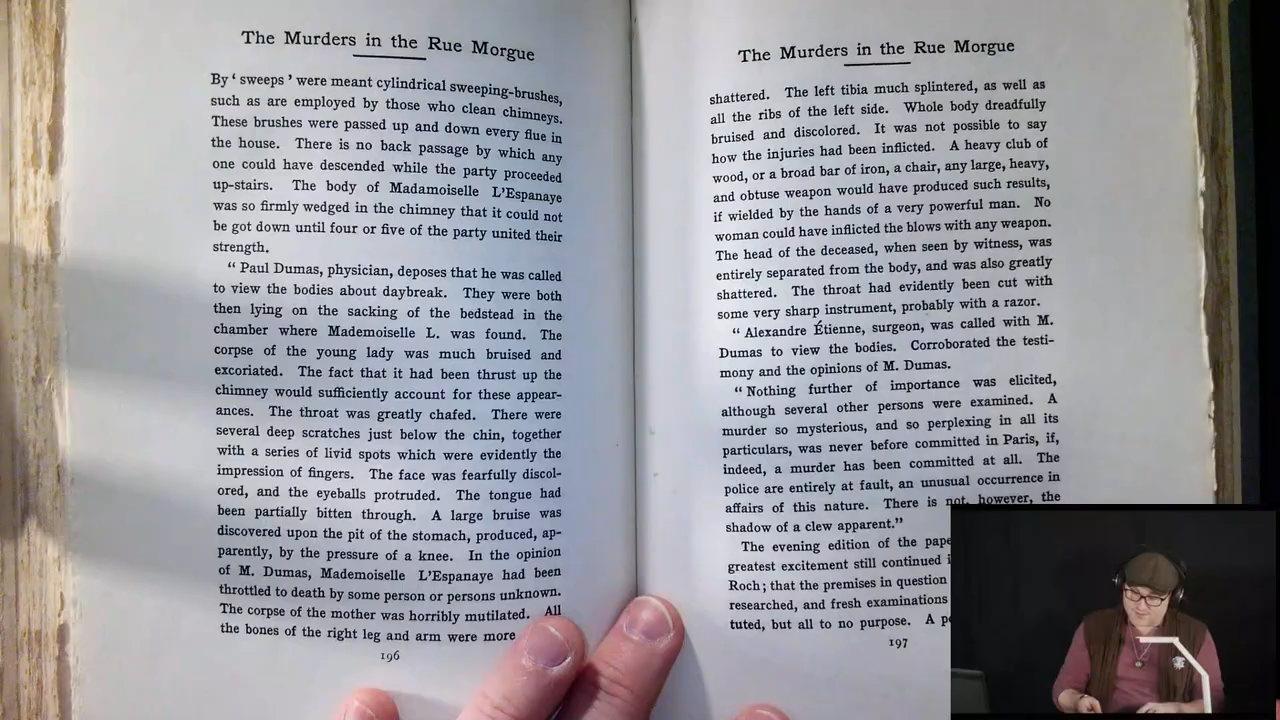 The Murders in the Rue Morgue
By ‘ sweeps ’ were meant cylindrical sweeping-brushes,
such as are employed by those who clean chimneys.
These brushes were passed up and down every flue in
the house. There is no back passage by which any
one could have descended while the party proceeded
up-stairs. The body of Madamoiselle L’Espanaye
was so firmly wedged in the chimney that it could not
be got down until four or five of the party united their
strength.
“ Paul Dumas, physician, deposes that he was called
to view the bodies about daybreak. They were both
then lying on the sacking of the bedstead in the
chamber where Mademoiselle L. was found. The
corpse of the young lady was much bruised and
excoriated. The fact that it had been thrust up the
chimney would sufficiently account for these appear-
ances. The throat was greatly chafed. There were
several deep scratches just below the chin, together
with a series of livid spots which were evidently the
impression of fingers. The face was fearfully discol-
ored, and the eyeballs protruded. The tongue had
been partially bitten through. A large bruise was
discovered upon the pit of the stomach, produced, ap-
parently, by the pressure of a knee. In the opinion
of M. Dumas, Mademoiselle L’Espanaye had been
throttled to death by some person or persons unknown.
The corpse of the mother was horribly mutilated. All
the bones of the right leg and arm were more
196
The Murders in the Rue Morgue
shattered. The left tibia much splintered, as well as
all the ribs of the left side. Whole body dreadfully
bruised and discolored. It was not possible to say
how the injuries had been inflicted. A heavy club of
wood, or a broad bar of iron, a chair, any large, heavy,
and obtuse weapon would have produced such results,
if wielded by the hands of a very powerful man. No
woman could have inflicted the blows with any weapon.
The head of the deceased, when seen by witness, was
entirely separated from the body, and was also greatly
shattered. The throat had evidently been cut with
some very sharp instrument, probably with a razor.
“ Alexandre Étienne, surgeon, was called with M.
Dumas to view the bodies. Corroborated the testi-
mony and the opinions of M. Dumas.
“ Nothing further of importance was elicited,
although several other persons were examined. A
murder so mysterious, and so perplexing in all its
particulars, was never before committed in Paris, if,
indeed, a murder has been committed at all. The
police are entirely at fault, an unusual occurrence in
affairs of this nature. There is not, however, the
shadow of a clew apparent.”
The evening edition of the
greatest excitement still continued
Roch ; that the premises in question
researched, and fresh examinations
tuted, but all to no purpose. A
197